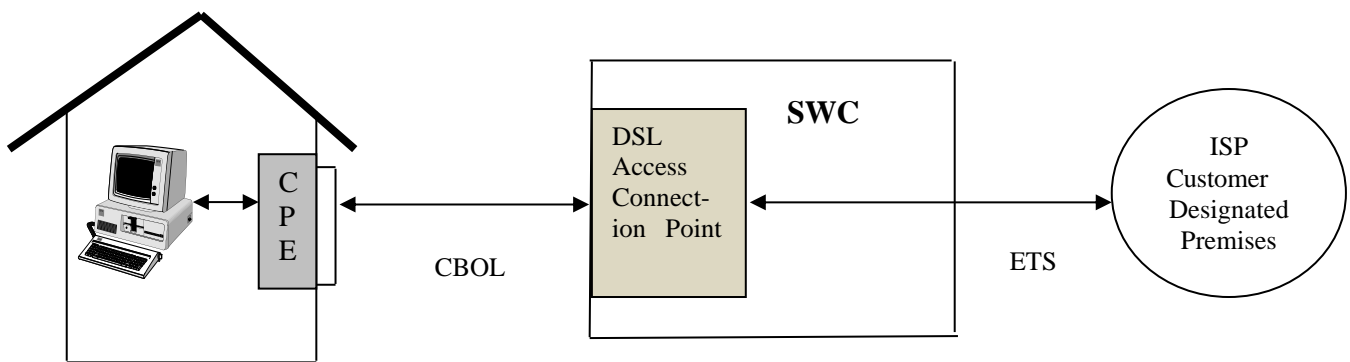 C
P
E
CBOL
DSL
Access
Connect-
ion Point
SWC
ETS
ISP
Customer
Designated
Premises